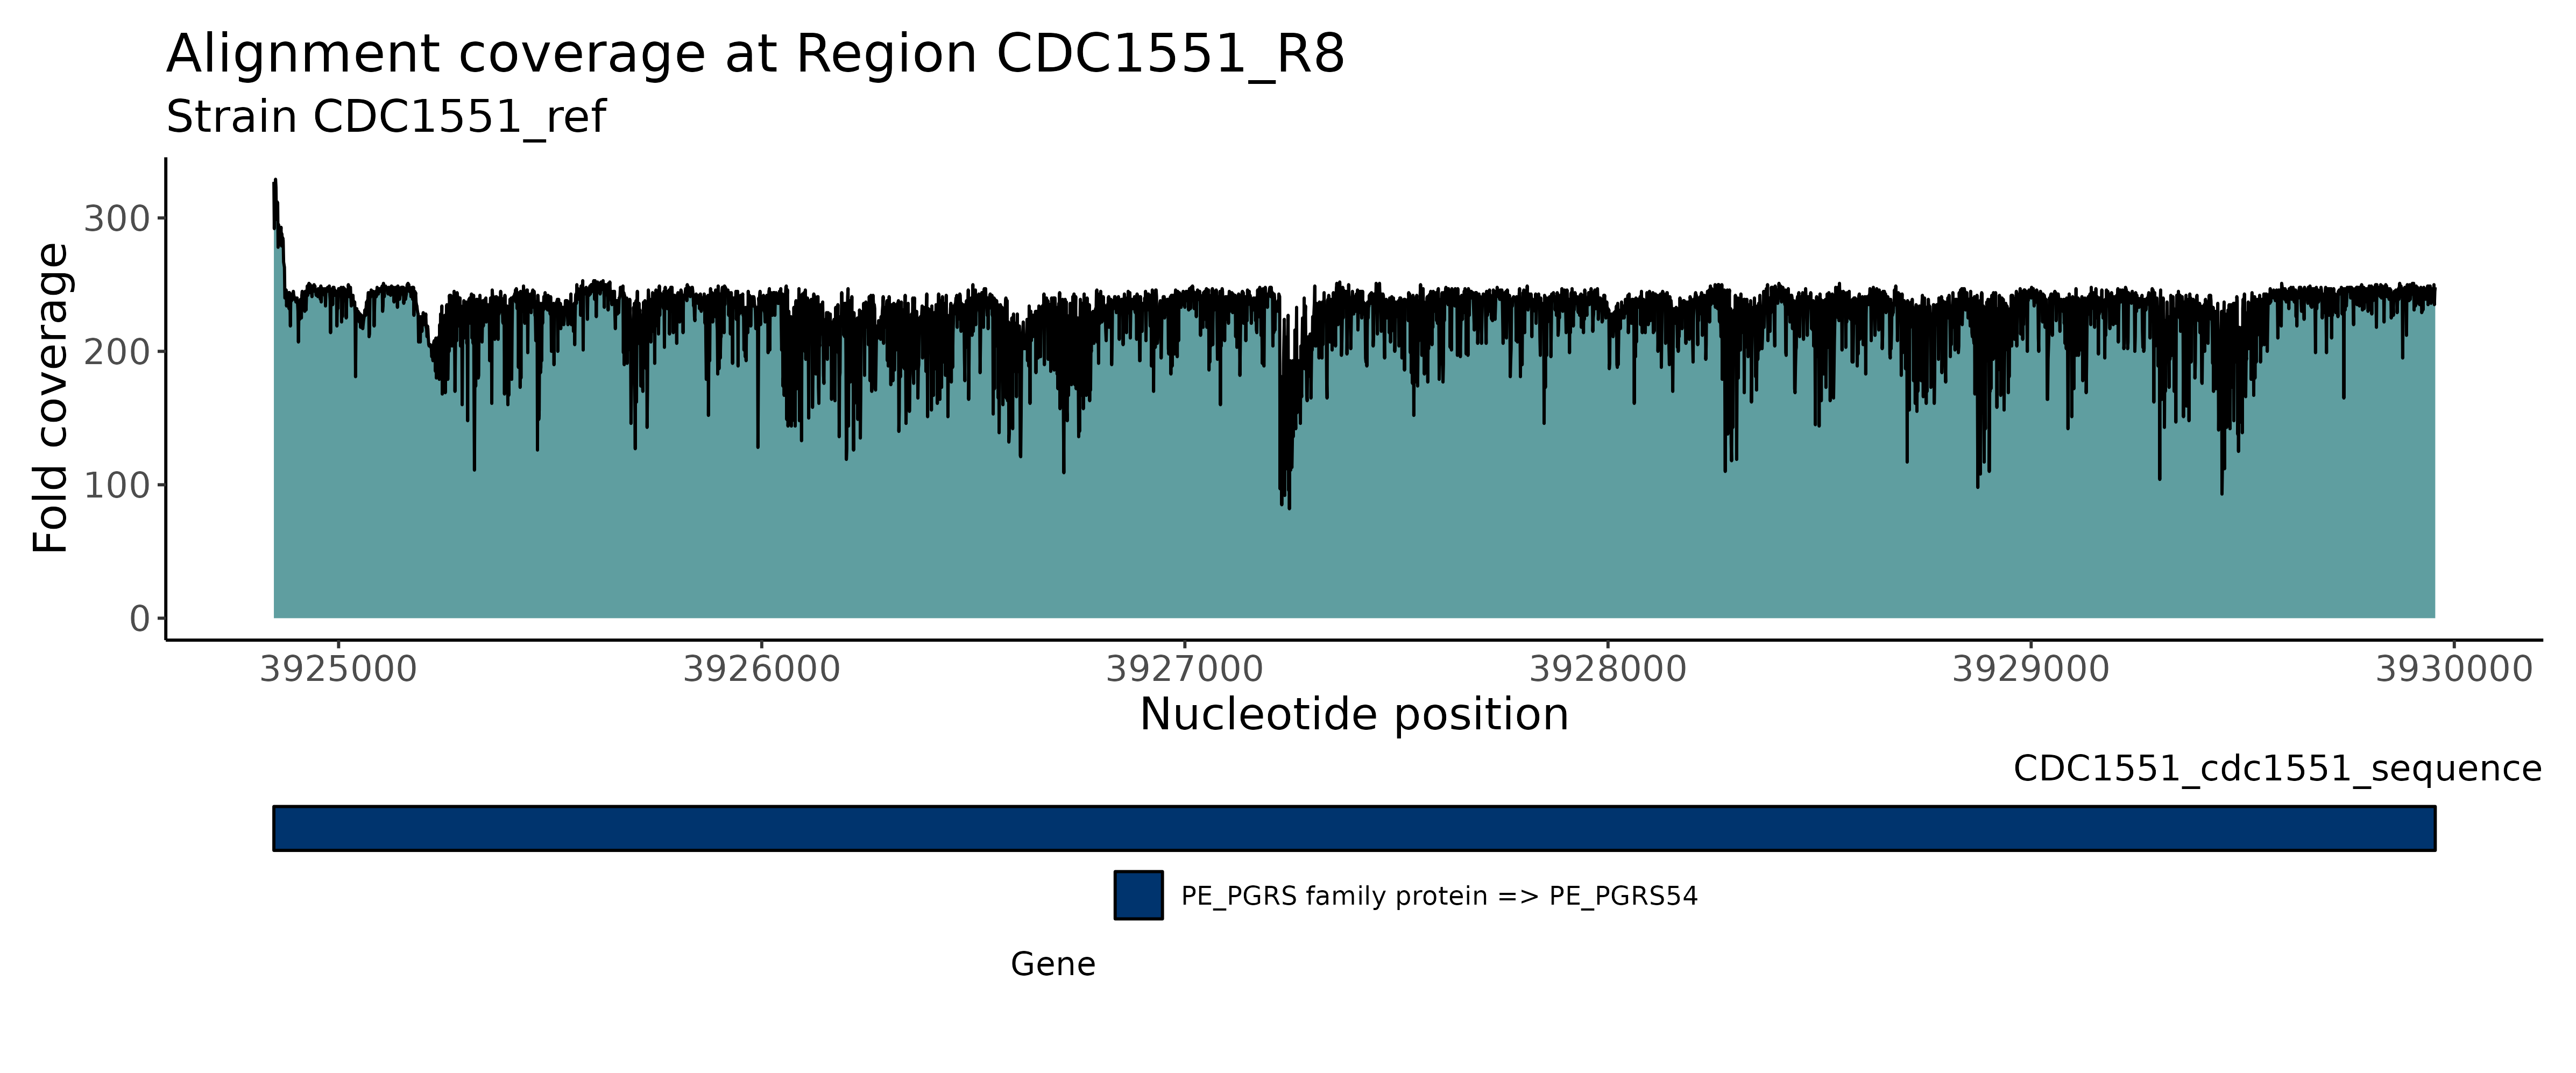 Alignment coverage at Region CDC1551_R8
Strain CDC1551_ref
Fold coverage
300
200
100
0
3925000 3926000 3927000 3928000 3929000 3930000
Nucleotide position
CDC1551_cdc1551_sequence
PE_PGRS family protein => PE_PGRS54
Gene